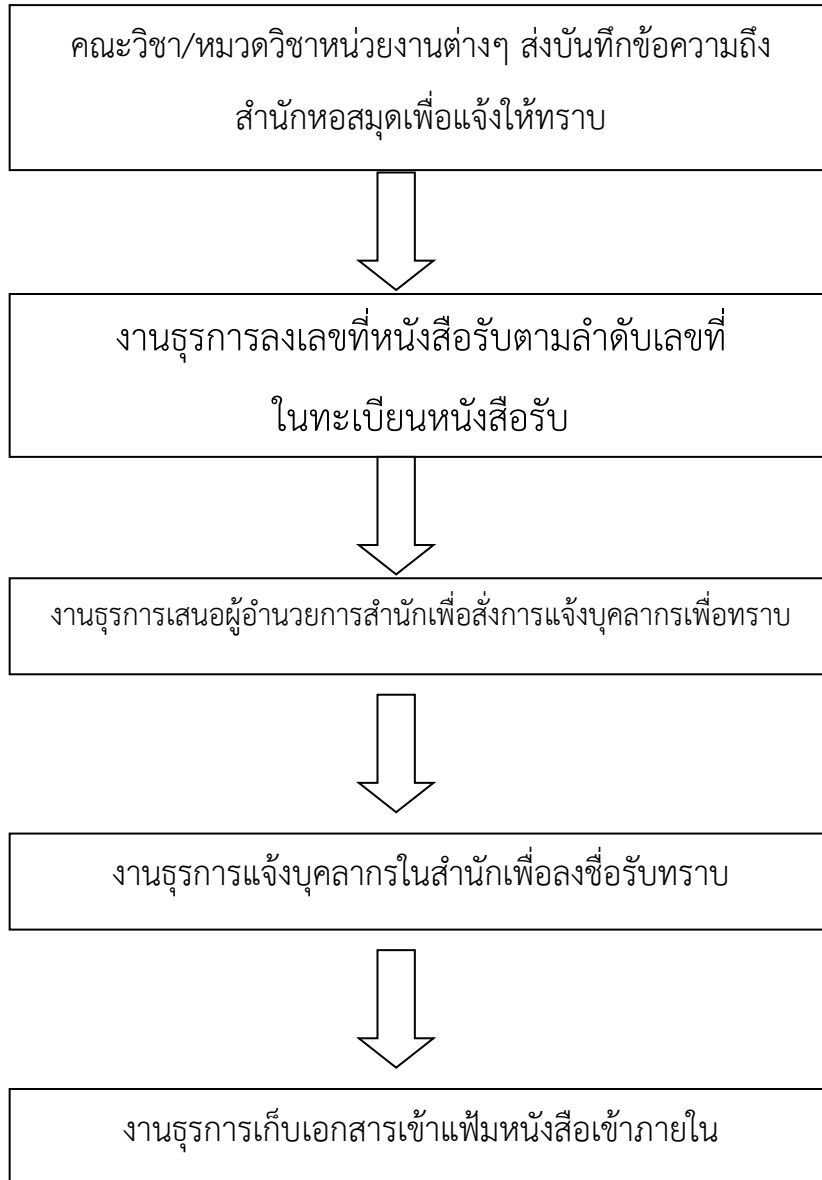 คณะวิชา/หมวดวิชาหน่วยงานต่างๆ ส่งบันทึกข้อความถึง
สำนักหอสมุดเพื่อแจ้งให้ทราบ
งานธุรการลงเลขที่หนังสือรับตามลำดับเลขที่
ในทะเบียนหนังสือรับ
งานธุรการเสนอผู้อำนวยการสำนักเพื่อสั่งการแจ้งบุคลากรเพื่อทราบ
งานธุรการแจ้งบุคลากรในสำนักเพื่อลงชื่อรับทราบ
งานธุรการเก็บเอกสารเข้าแฟ้มหนังสือเข้าภายใน